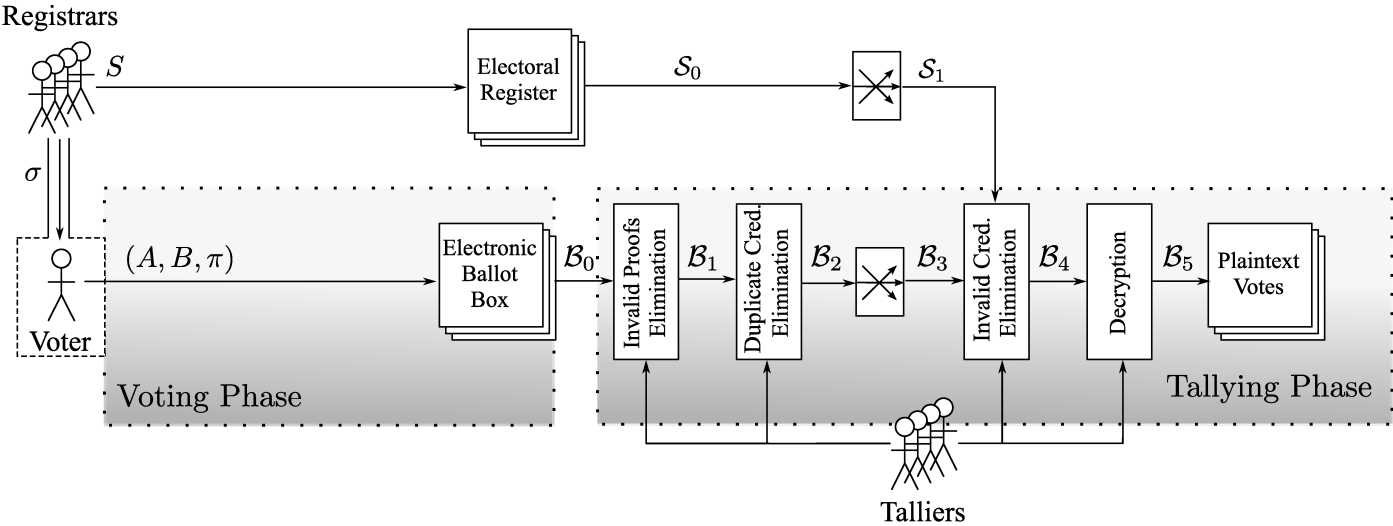 Registrars
S
Electoral
Register
𝒮₀
𝒮₁
σ
(A, B, π)
Electronic
Ballot
Box
ℬ₀
Invalid Proofs
Elimination
ℬ₁
Duplicate Cred.
Elimination
ℬ₂
ℬ₃
Invalid Cred.
Elimination
ℬ₄
Decryption
ℬ₅
Plaintext
Votes
Voter
Voting Phase
Tallying Phase
Talliers